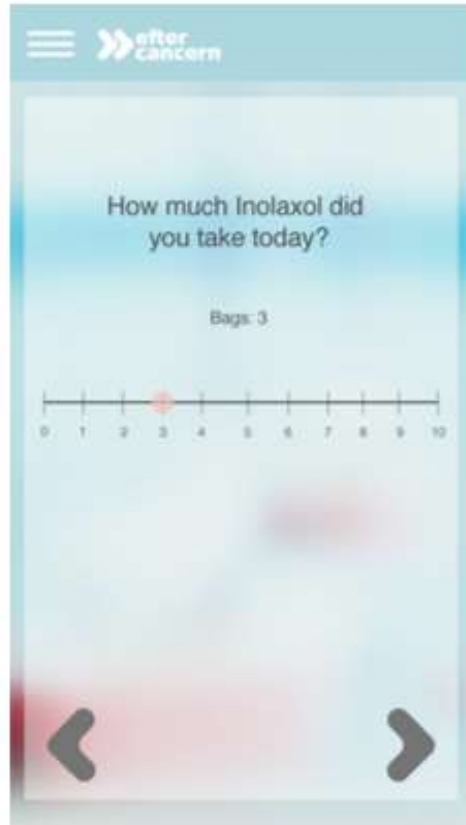 efter
cancern
How much Inolaxol did
you take today?
Bags: 3
0 1 2 3 4 5 6 7 8 9 10